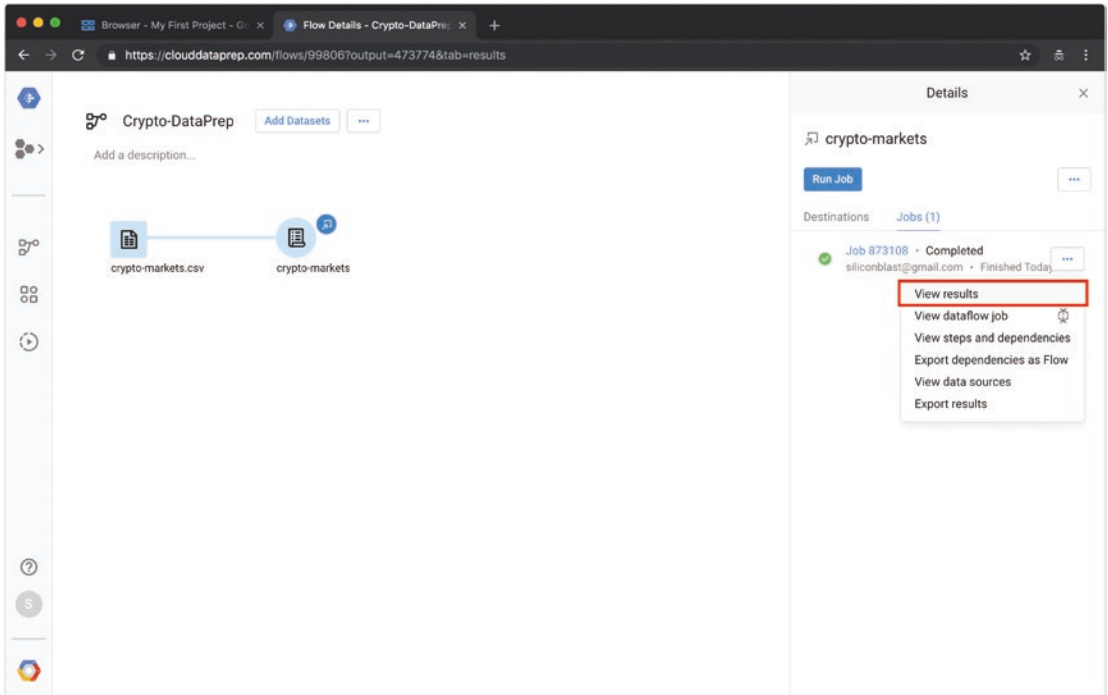 Browser - My First Project - Go
Flow Details - Crypto-DataPrep
https://clouddataprep.com/flows/99806?output=473774&tab=results
Details
Crypto-DataPrep
Add Datasets
Add a description...
crypto-markets
Run Job
Destinations
Jobs (1)
Job 873108 • Completed
siliconblast@gmail.com • Finished Today
View results
View dataflow job
View steps and dependencies
Export dependencies as Flow
View data sources
Export results
crypto-markets.csv
crypto-markets
S